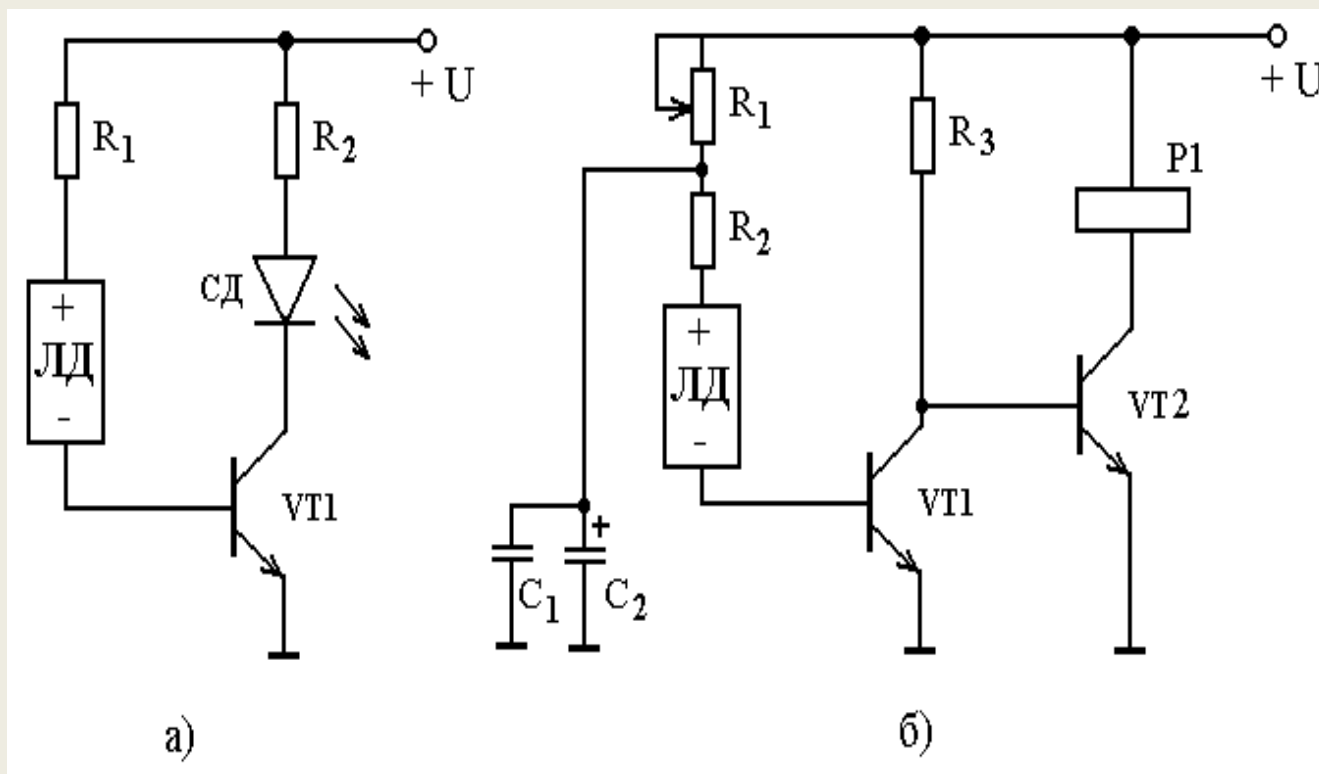 + U
R1
R2
СД
+
ЛД
-
VT1
а)
+ U
R1
R3
P1
R2
+
ЛД
-
VT2
VT1
+
C1
C2
б)